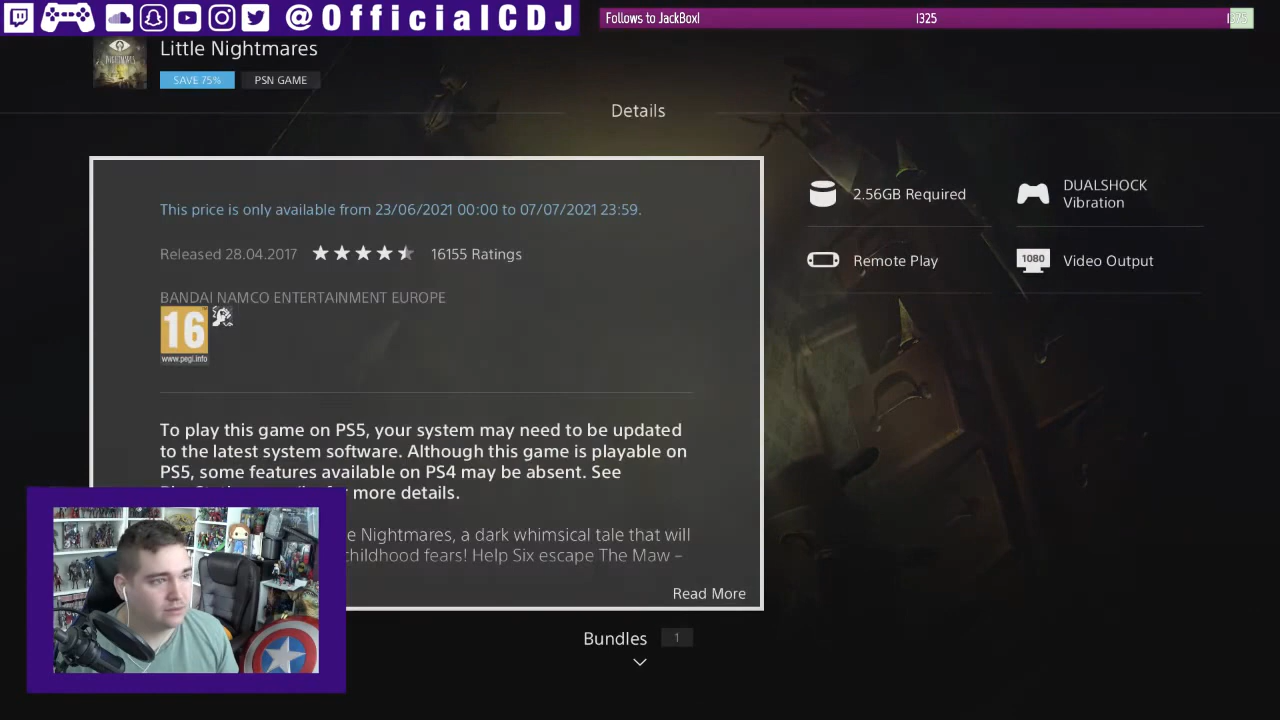 @OfficialCDJ
Follows to JackBox! 1325
Little Nightmares
SAVE 75% PSN GAME
Details
This price is only available from 23/06/2021 00:00 to 07/07/2021 23:59.
Released 28.04.2017 16155 Ratings
BANDAI NAMCO ENTERTAINMENT EUROPE
16
www.pegi.info
To play this game on PS5, your system may need to be updated
to the latest system software. Although this game is playable on
PS5, some features available on PS4 may be absent. See
more details.
Nightmares, a dark whimsical tale that will
childhood fears! Help Six escape The Maw –
Read More
2.56GB Required
DUALSHOCK
Vibration
Remote Play
1080 Video Output
Bundles 1